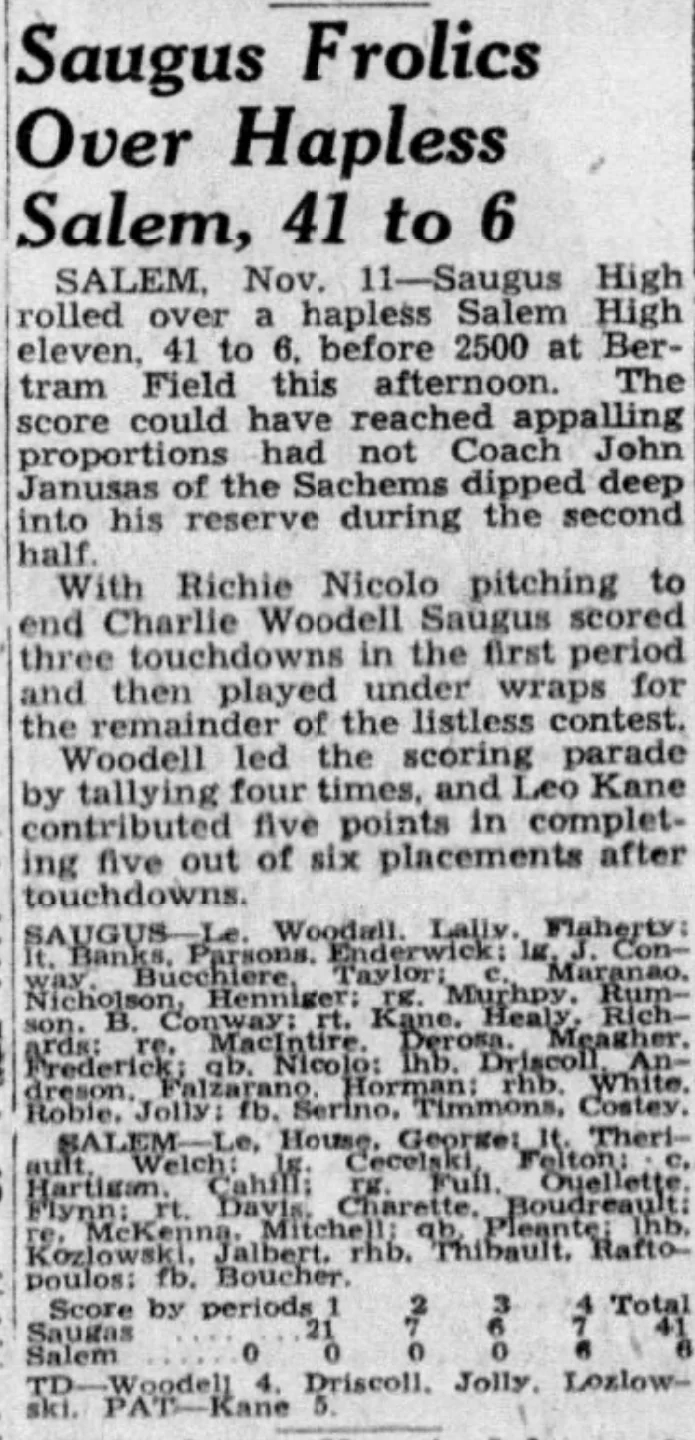 Saugus Frolics
Over Hapless
Salem, 41 to 6
SALEM, Nov. 11—Saugus High
rolled over a hapless Salem High
eleven, 41 to 6, before 2500 at Ber-
tram Field this afternoon. The
score could have reached appalling
proportions had not Coach John
Janusas of the Sachems dipped deep
into his reserve during the second
half.
With Richie Nicolo pitching to
end Charlie Woodell Saugus scored
three touchdowns in the first period
and then played under wraps for
the remainder of the listless contest.
Woodell led the scoring parade
by tallying four times, and Leo Kane
contributed five points in complet-
ing five out of six placements after
touchdowns.
SAUGUS—Le, Woodall, Lally, Flaherty;
lt, Banks, Parsons, Enderwick; lg, J. Con-
way, Bucchiere, Taylor; c, Maranao,
Nicholson, Henniger; rg, Murhpy, Rum-
son, B. Conway; rt, Kane, Healy, Rich-
ards; re, MacIntire, Derosa, Meagher,
Frederick; qb, Nicolo; lhb, Driscoll, An-
dreson, Falzarano, Horman; rhb, White,
Robie, Jolly; fb, Serino, Timmons, Costey.
SALEM—Le, House, George; lt, Theri-
ault, Welch; lg, Cecelski, Felton; c,
Hartigan, Cahill; rg, Full, Ouellette,
Flynn; rt, Davis, Charette, Boudreault;
re, McKenna, Mitchell; qb, Pleante; lhb,
Kozlowski, Jalbert, rhb, Thibault, Rafto-
poulos; fb, Boucher.
Score by periods 1 2 3 4 Total
Saugas ........ 21 7 6 7 41
Salem ...... 0 0 0 0 6 6
TD—Woodell 4, Driscoll, Jolly, Lozlow-
ski. PAT—Kane 5.